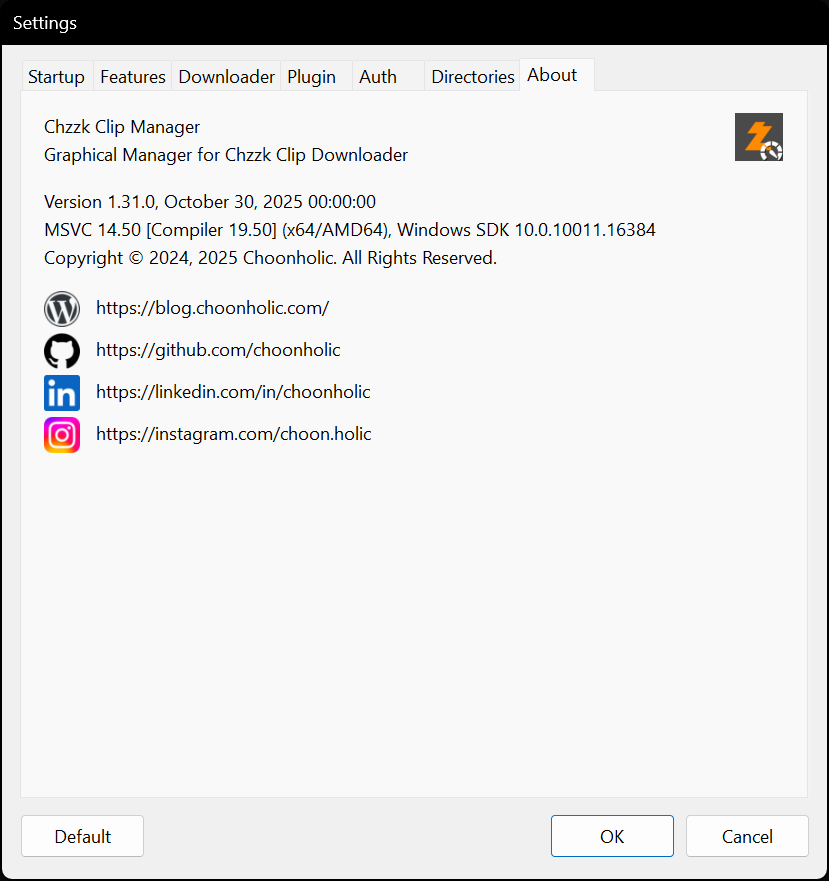 Settings
Startup Features Downloader Plugin Auth Directories About
Chzzk Clip Manager
Graphical Manager for Chzzk Clip Downloader
Version 1.31.0, October 30, 2025 00:00:00
MSVC 14.50 [Compiler 19.50] (x64/AMD64), Windows SDK 10.0.10011.16384
Copyright © 2024, 2025 Choonholic. All Rights Reserved.
https://blog.choonholic.com/
https://github.com/choonholic
https://linkedin.com/in/choonholic
https://instagram.com/choon.holic
Default OK Cancel